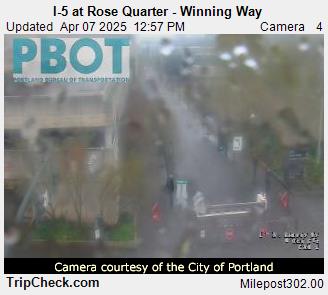 I-5 at Rose Quarter - Winning Way
Updated Apr 07 2025 12:57 PM Camera 4
PBOT
PORTLAND BUREAU OF TRANSPORTATION
Camera courtesy of the City of Portland
TripCheck.com Milepost302.00